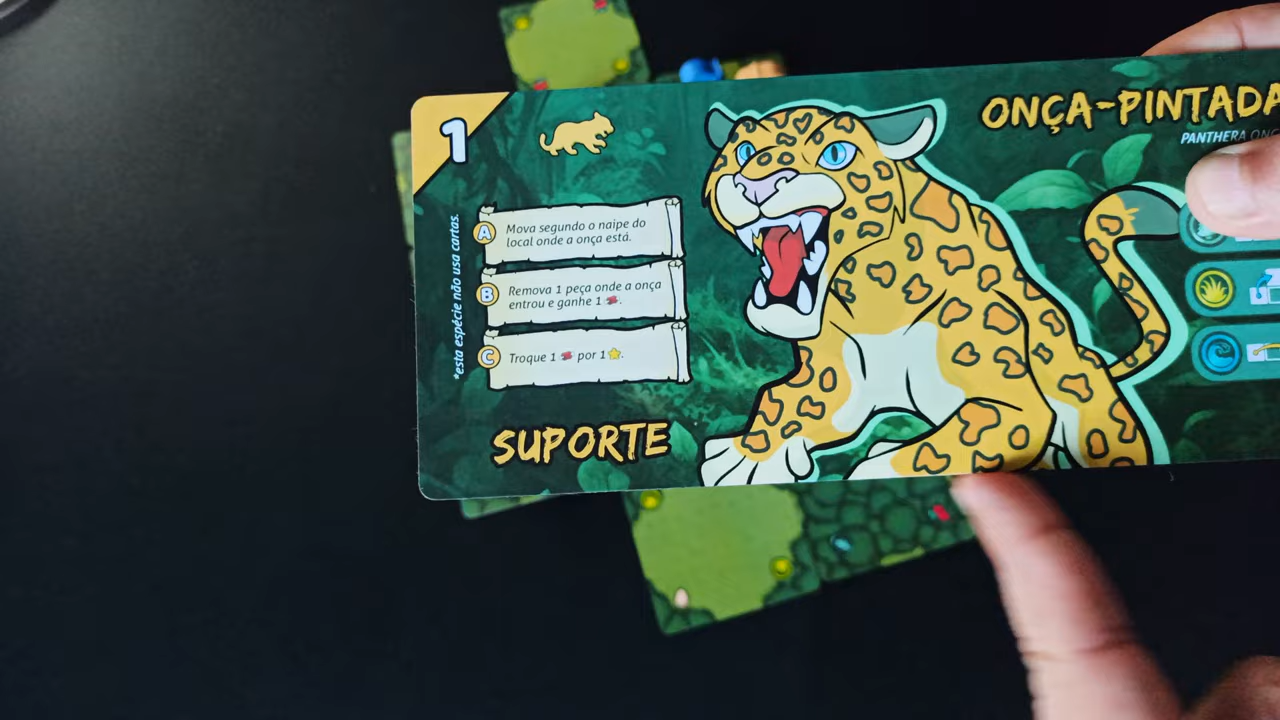 1
ONÇA-PINTADA
PANTHERA ONC
*esta espécie não usa cartas.
A
Mova segundo o naipe do
local onde a onça está.
B
Remova 1 peça onde a onça
entrou e ganhe 1 .
C
Troque 1 por 1 .
SUPORTE